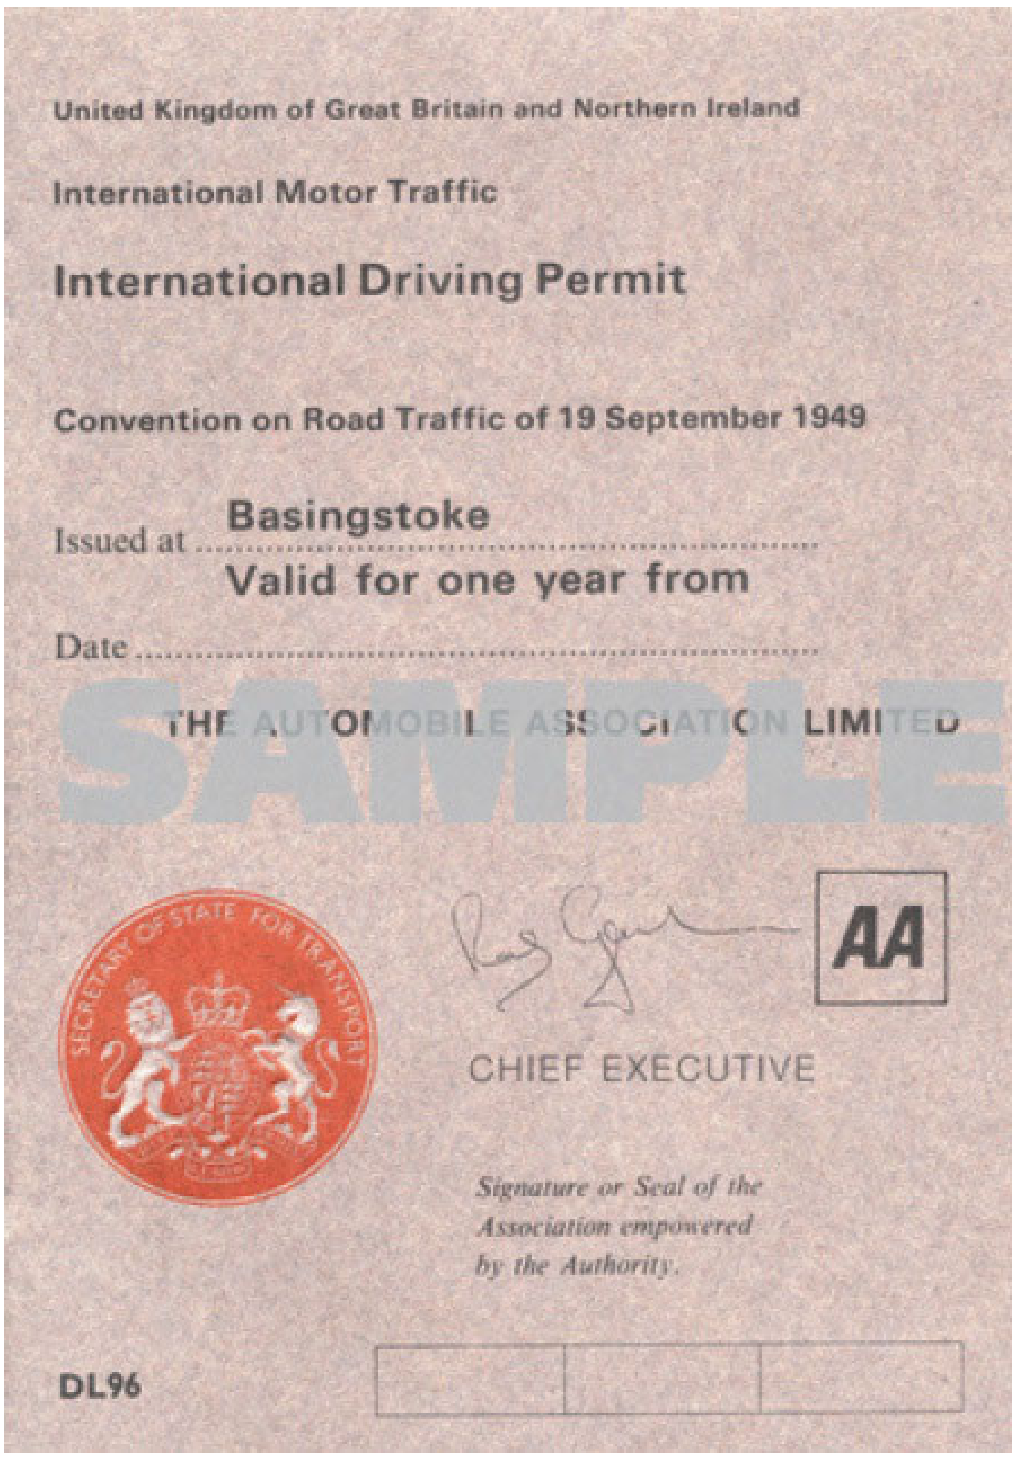 United Kingdom of Great Britain and Northern Ireland
International Motor Traffic
International Driving Permit
Convention on Road Traffic of 19 September 1949
Issued at Basingstoke
Valid for one year from
Date
SAMPLE
THE AUTOMOBILE ASSOCIATION LIMITED
SECRETARY OF STATE FOR TRANSPORT
AA
CHIEF EXECUTIVE
Signature or Seal of the
Association empowered
by the Authority.
DL96